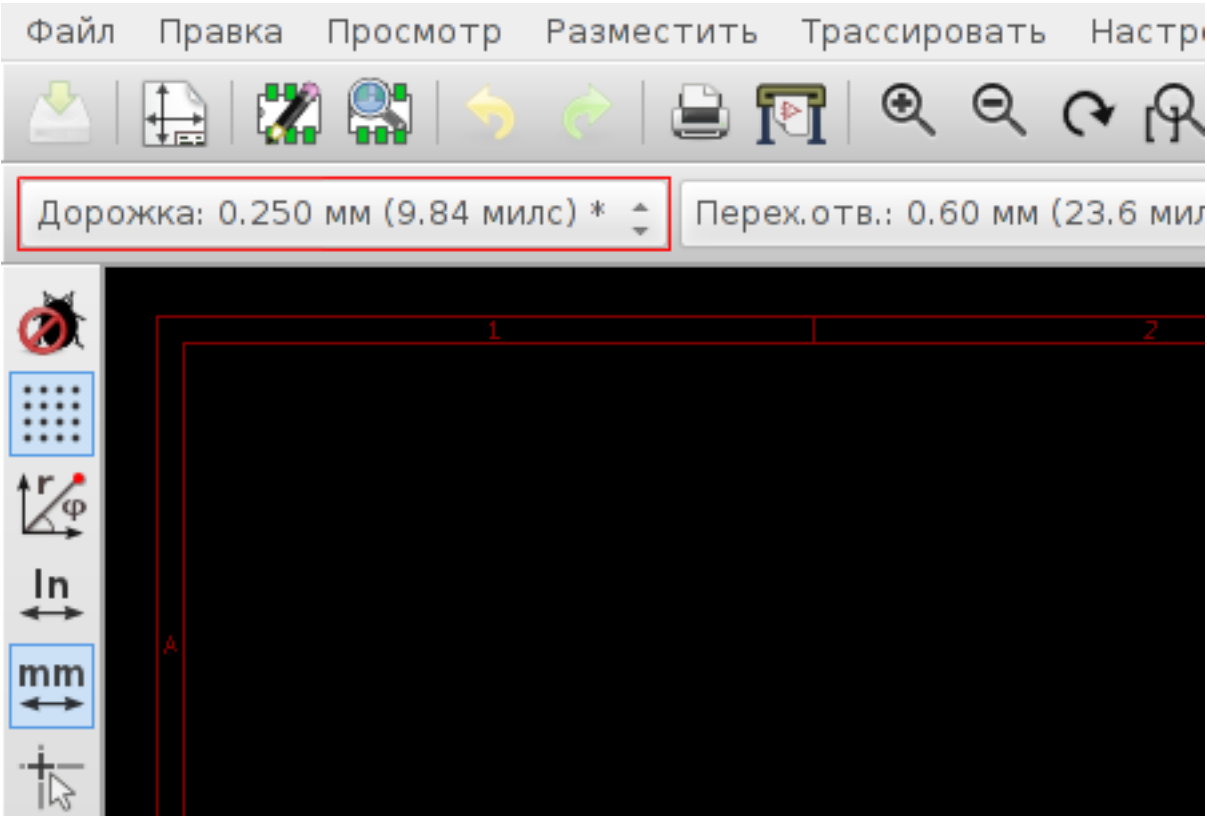 Файл Правка Просмотр Разместить Трассировать
Дорожка: 0.250 мм (9.84 милс) * Перех.отв.: 0.60 мм (23.6
1 2
r
φ
In
A
mm